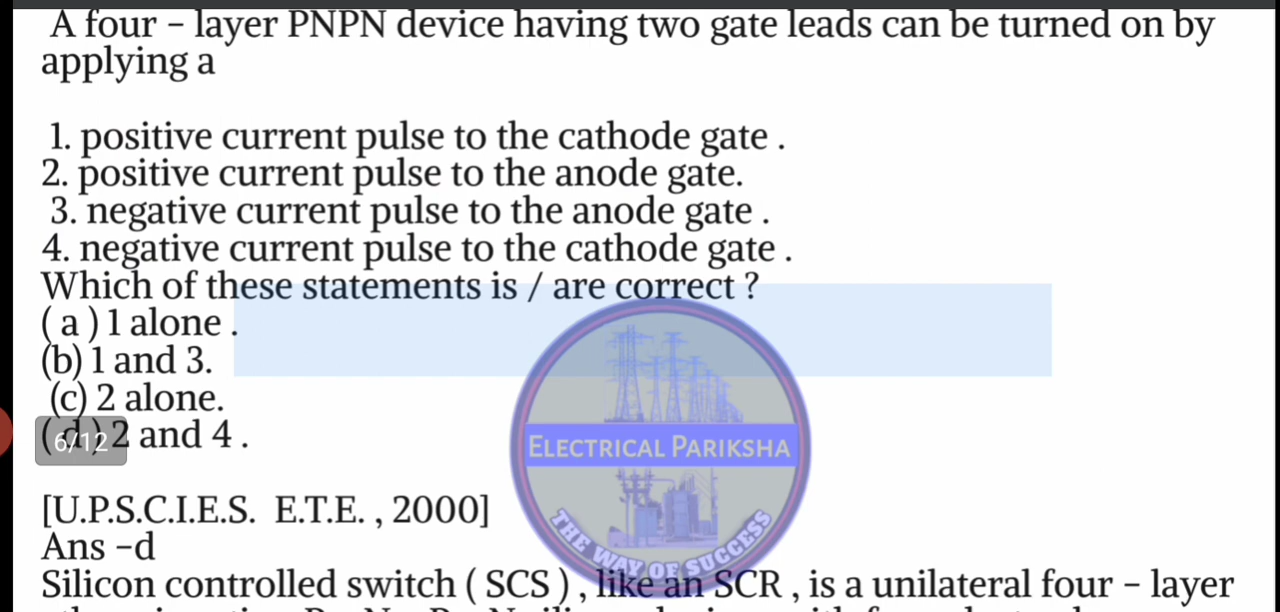 A four – layer PNPN device having two gate leads can be turned on by
applying a
1. positive current pulse to the cathode gate .
2. positive current pulse to the anode gate.
3. negative current pulse to the anode gate .
4. negative current pulse to the cathode gate .
Which of these statements is / are correct ?
( a ) 1 alone .
(b) 1 and 3.
(c) 2 alone.
( d ) 2 and 4 .
6/12
[U.P.S.C.I.E.S. E.T.E. , 2000]
Ans –d
Silicon controlled switch ( SCS ) , like an SCR , is a unilateral four – layer
ELECTRICAL PARIKSHA
THE WAY OF SUCCESS